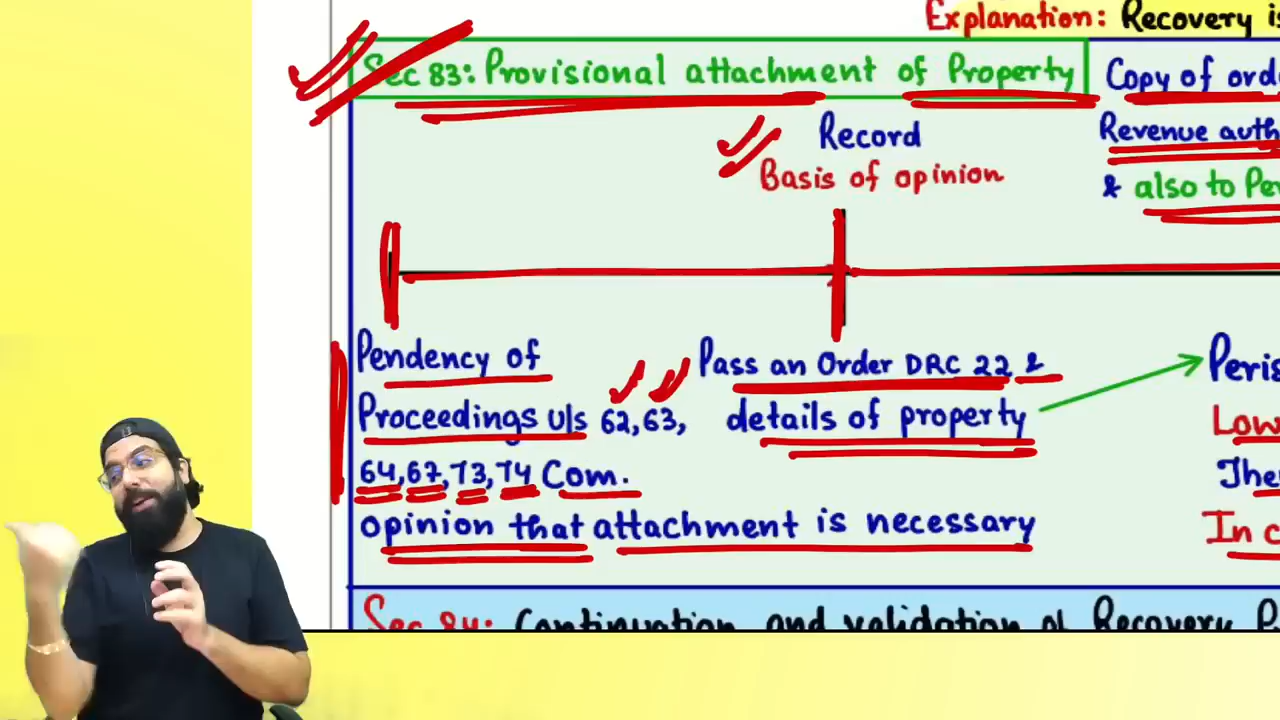 Explanation: Recovery is
Sec 83: Provisional attachment of Property
Copy of orde
Record
Basis of opinion
Revenue auth
& also to Per
Pendency of
Proceedings u/s 62, 63,
64, 67, 73, 74 Com.
opinion that attachment is necessary
Pass an Order DRC 22 &
details of property
Peris
Low
The
In c
Sec 84: Continuation and validation of Recovery P